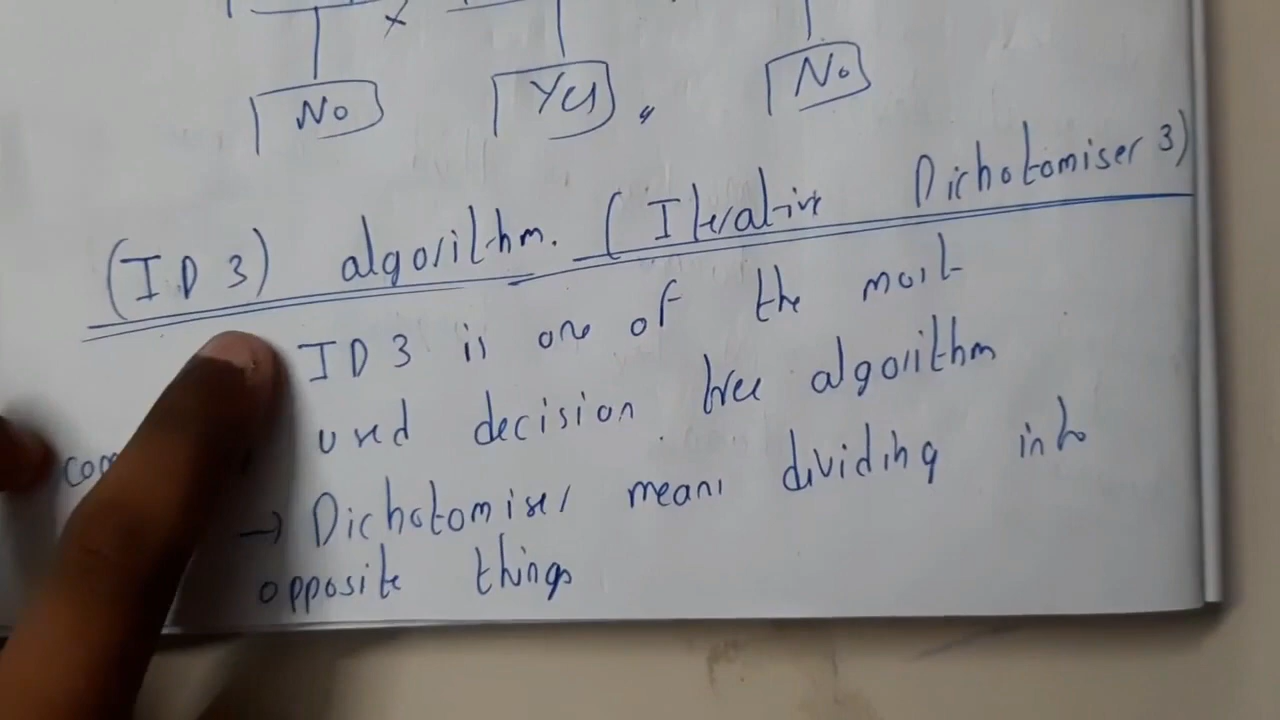 No Yes No
(ID3) algorithm. (Iterative Dichotomiser 3)
ID3 is one of the most
used decision tree algorithm
→ Dichotomiser means dividing into
opposite things